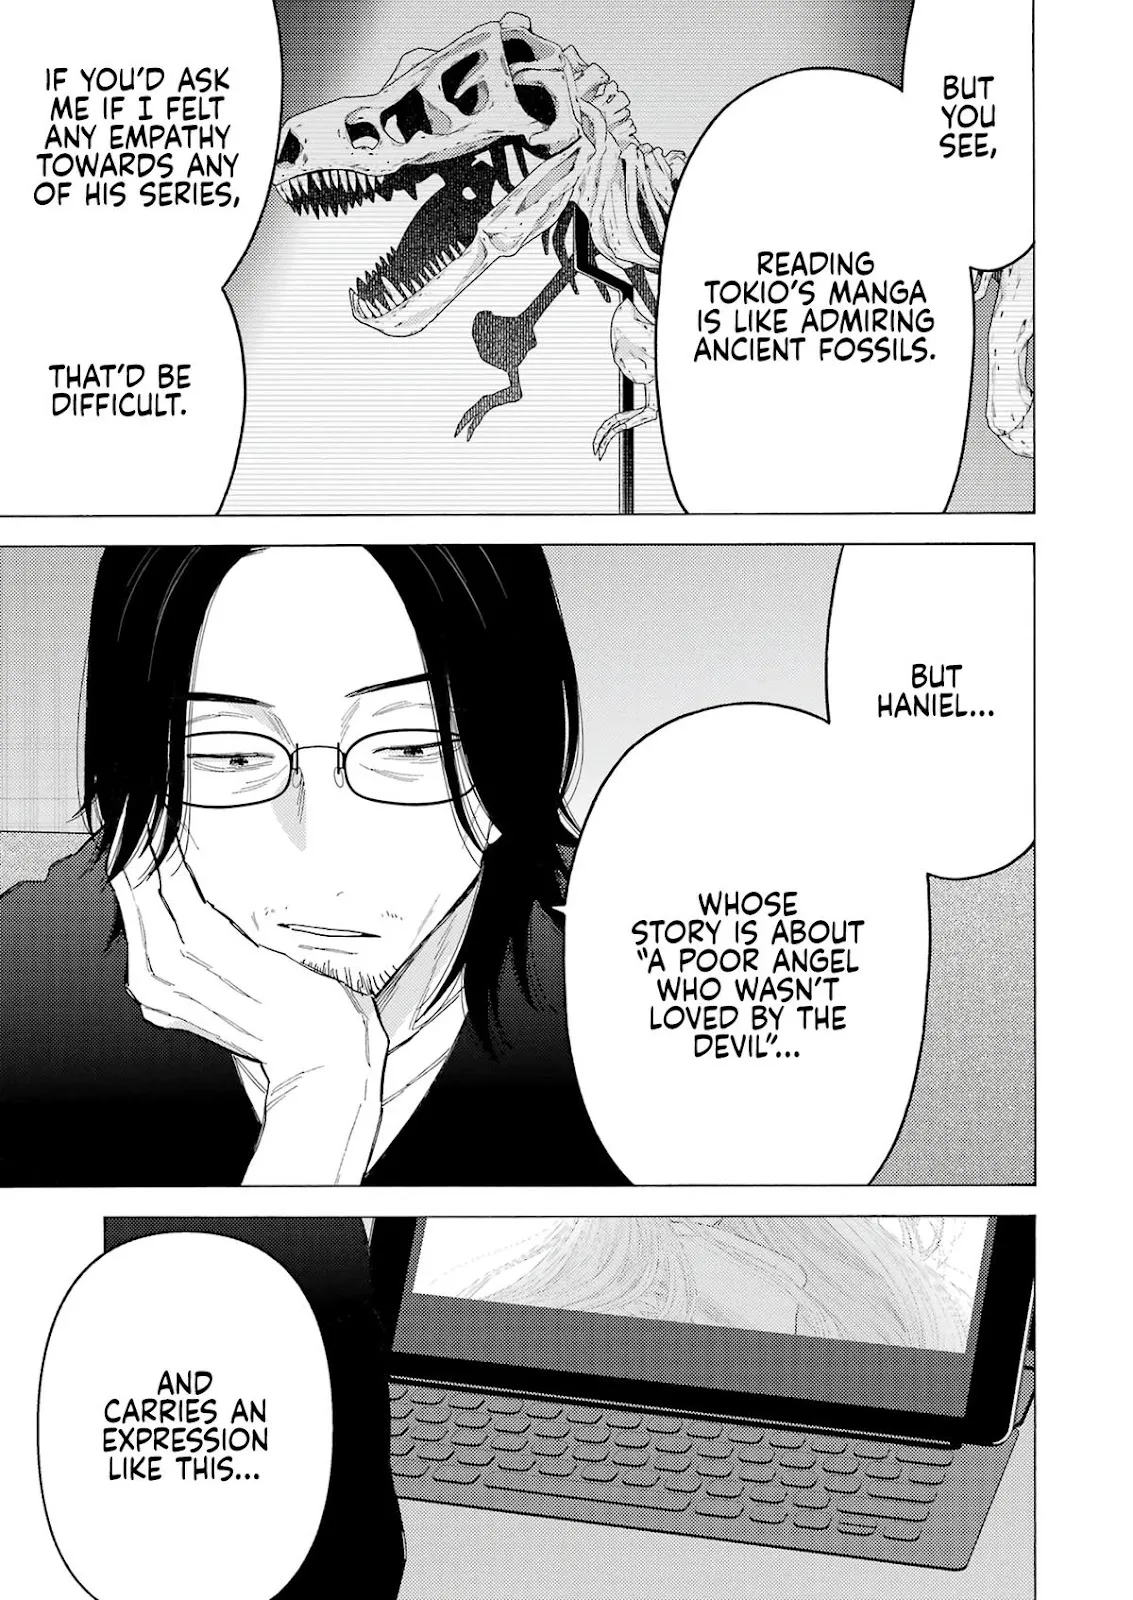 BUT
YOU
SEE,
READING
TOKIO'S MANGA
IS LIKE ADMIRING
ANCIENT FOSSILS.
IF YOU'D ASK
ME IF I FELT
ANY EMPATHY
TOWARDS ANY
OF HIS SERIES,
THAT'D BE
DIFFICULT.
BUT
HANIEL...
WHOSE
STORY IS ABOUT
"A POOR ANGEL
WHO WASN'T
LOVED BY THE
DEVIL"...
AND
CARRIES AN
EXPRESSION
LIKE THIS...